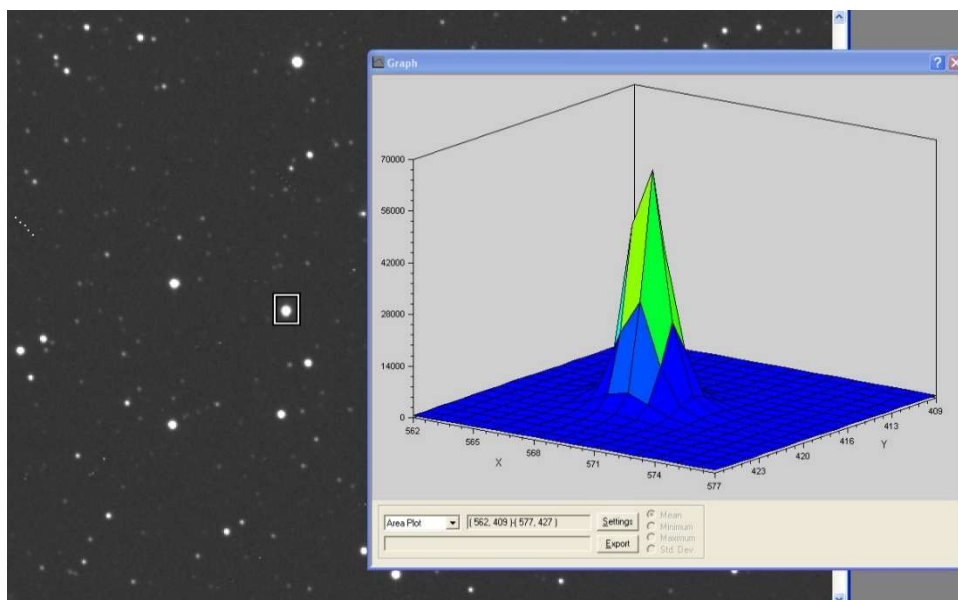 Graph
70000
56000
42000
28000
14000
0
562
565
568
571
574
577
X
423
420
416
413
409
Y
Area Plot
( 562, 409 )-( 577, 427 )
Settings
Export
Mean
Minimum
Maximum
Std. Dev